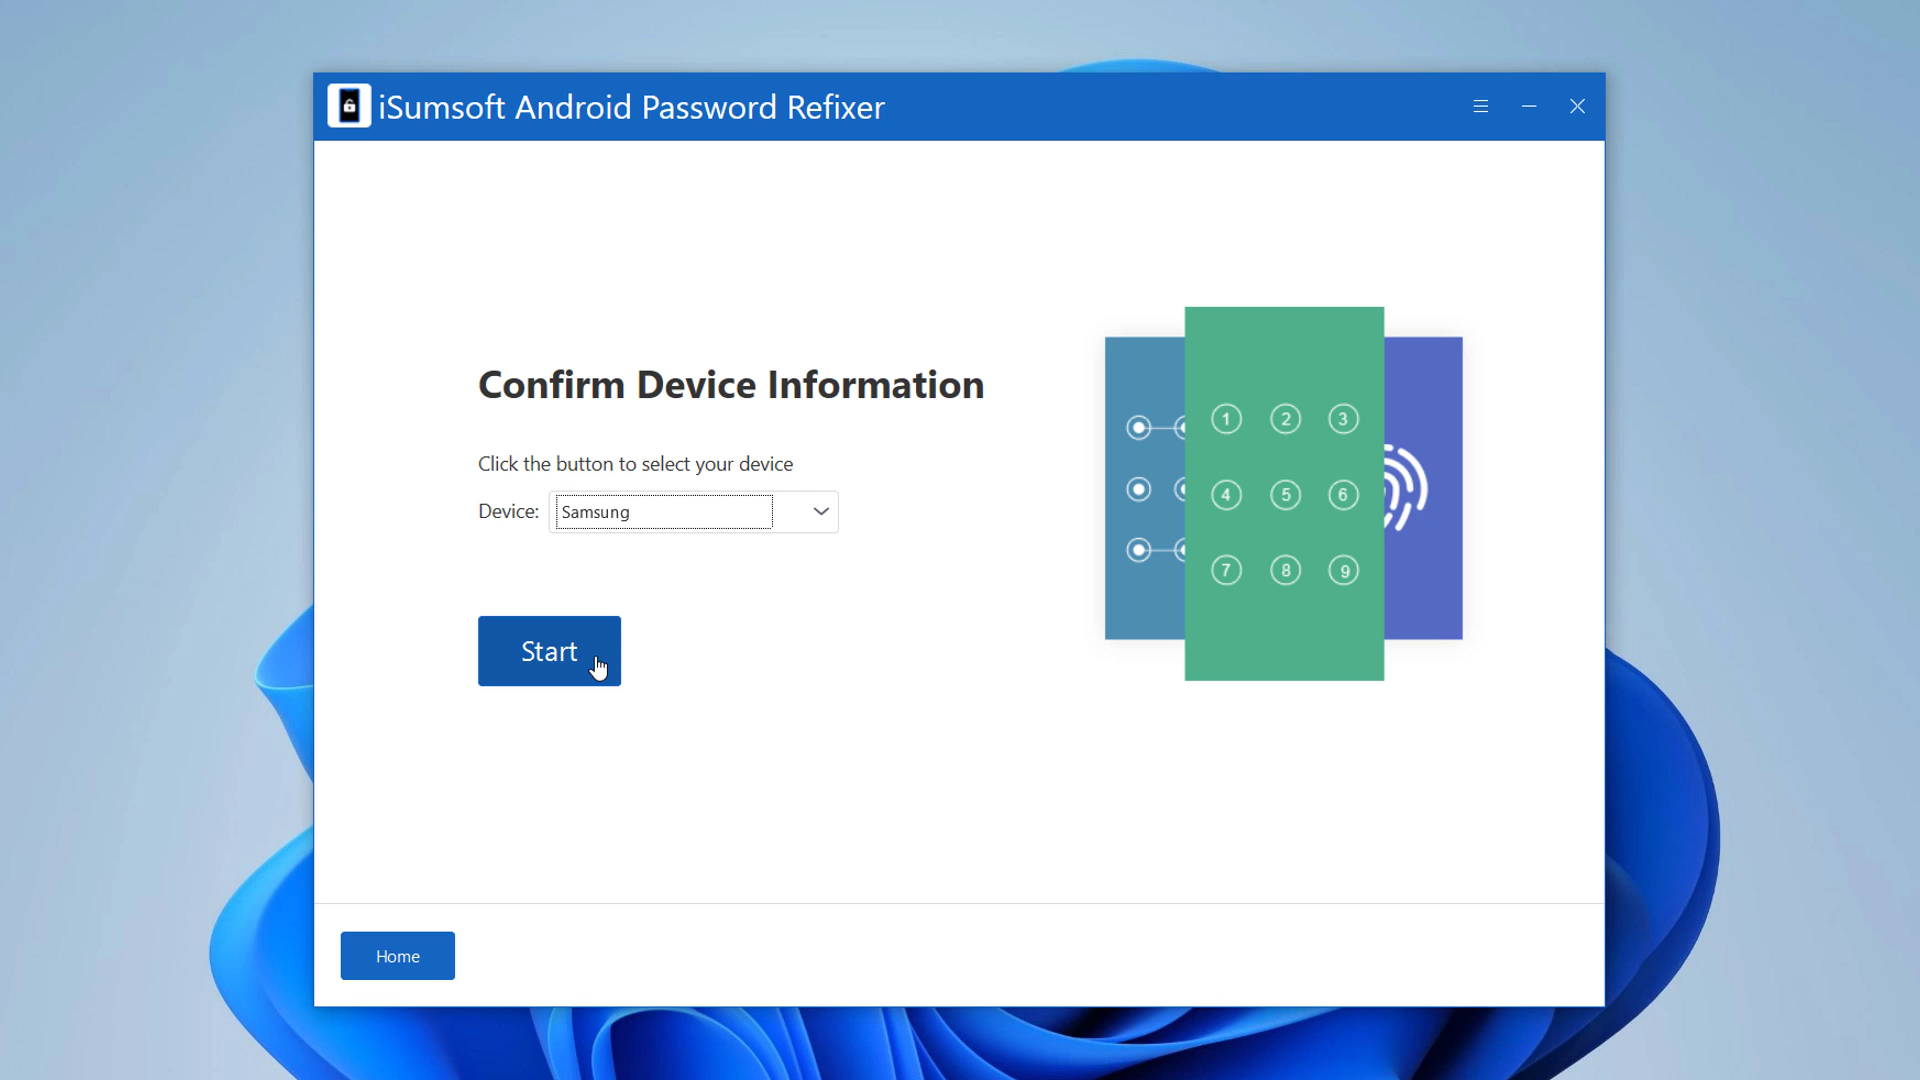 iSumsoft Android Password Refixer
Confirm Device Information
Click the button to select your device
Device: Samsung
Start
1 2 3
4 5 6
7 8 9
Home